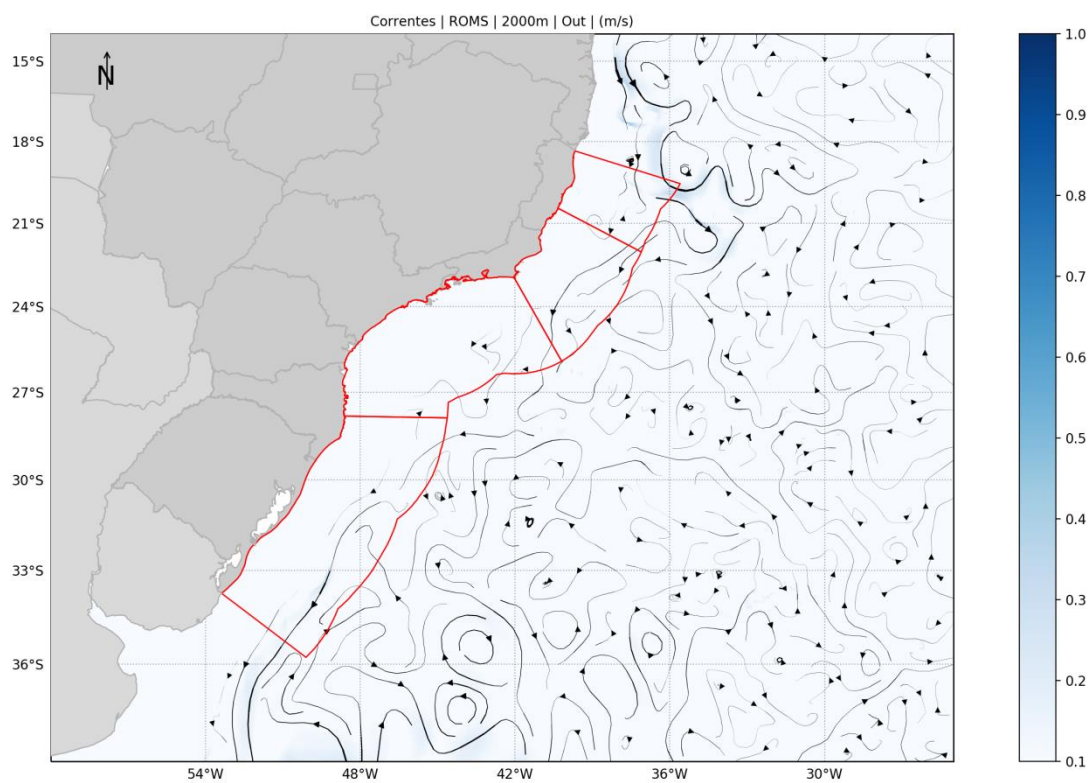 Correntes | ROMS | 2000m | Out | (m/s)
N
15°S
18°S
21°S
24°S
27°S
30°S
33°S
36°S
54°W
48°W
42°W
36°W
30°W
1.0
0.9
0.8
0.7
0.6
0.5
0.4
0.3
0.2
0.1